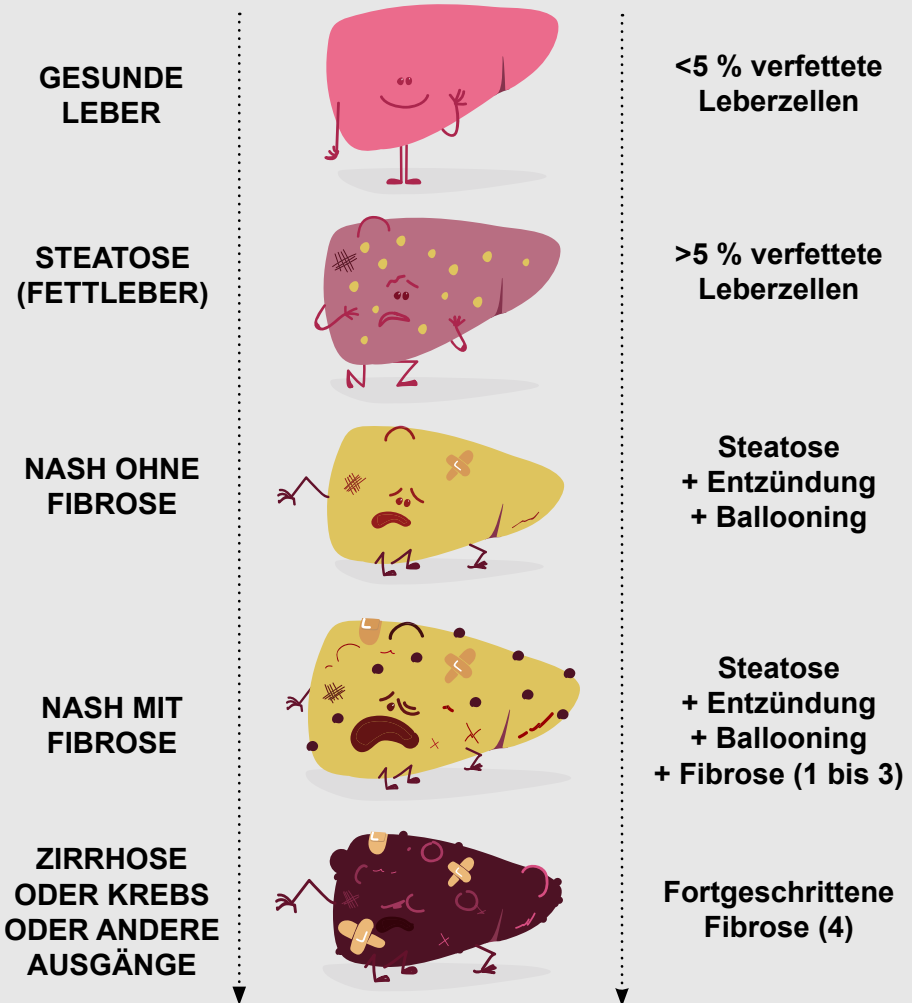 GESUNDE
LEBER
<5 % verfettete
Leberzellen
STEATOSE
(FETTLEBER)
>5 % verfettete
Leberzellen
NASH OHNE
FIBROSE
Steatose
+ Entzündung
+ Ballooning
NASH MIT
FIBROSE
Steatose
+ Entzündung
+ Ballooning
+ Fibrose (1 bis 3)
ZIRRHOSE
ODER KREBS
ODER ANDERE
AUSGÄNGE
Fortgeschrittene
Fibrose (4)